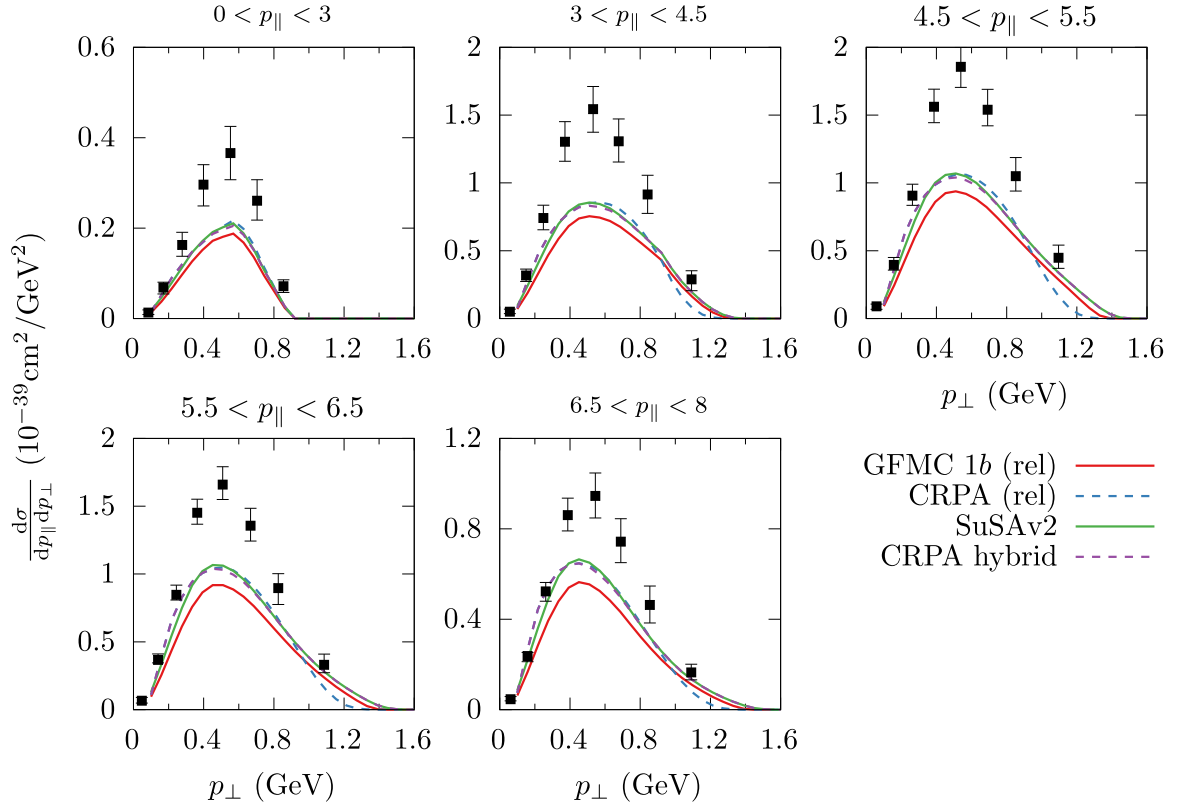 0 < p∥ < 3
3 < p∥ < 4.5
4.5 < p∥ < 5.5
0.6
0.4
0.2
0
0 0.4 0.8 1.2 1.6
2
1.5
1
0.5
0
0 0.4 0.8 1.2 1.6
2
1.5
1
0.5
0
0 0.4 0.8 1.2 1.6
p⊥ (GeV)
dσ/dp∥dp⊥ (10−39cm2/GeV2)
5.5 < p∥ < 6.5
6.5 < p∥ < 8
2
1.5
1
0.5
0
0 0.4 0.8 1.2 1.6
p⊥ (GeV)
1.2
0.8
0.4
0
0 0.4 0.8 1.2 1.6
p⊥ (GeV)
GFMC 1b (rel)
CRPA (rel)
SuSAv2
CRPA hybrid